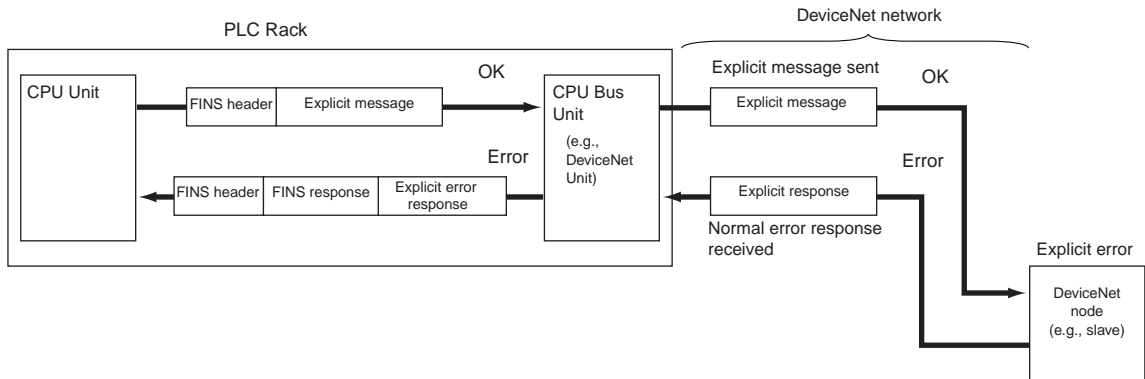 DeviceNet network
PLC Rack
OK
Explicit message sent
OK
CPU Unit
FINS header
Explicit message
CPU Bus
Unit
(e.g.,
DeviceNet
Unit)
Explicit message
Error
Error
FINS header
FINS response
Explicit error
response
Explicit response
Normal error response
received
Explicit error
DeviceNet
node
(e.g., slave)